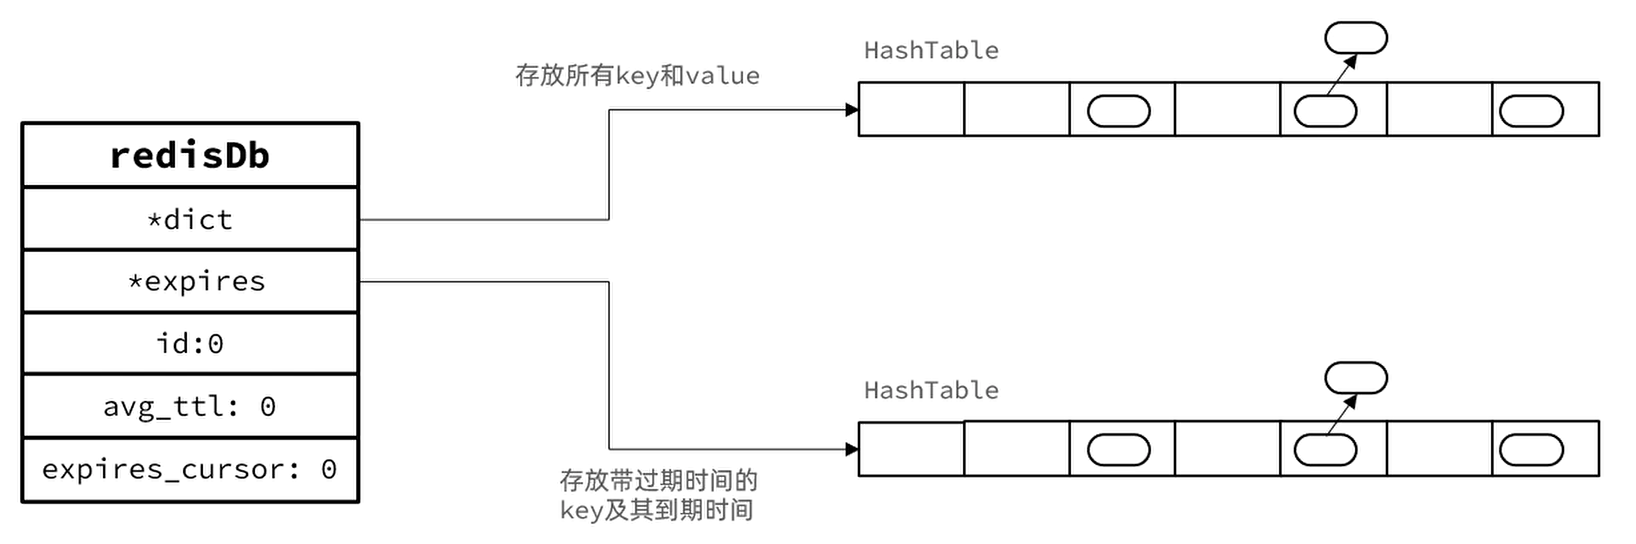 HashTable
存放所有key和value
redisDb
*dict
*expires
id:0
avg_ttl: 0
expires_cursor: 0
HashTable
存放带过期时间的
key及其到期时间